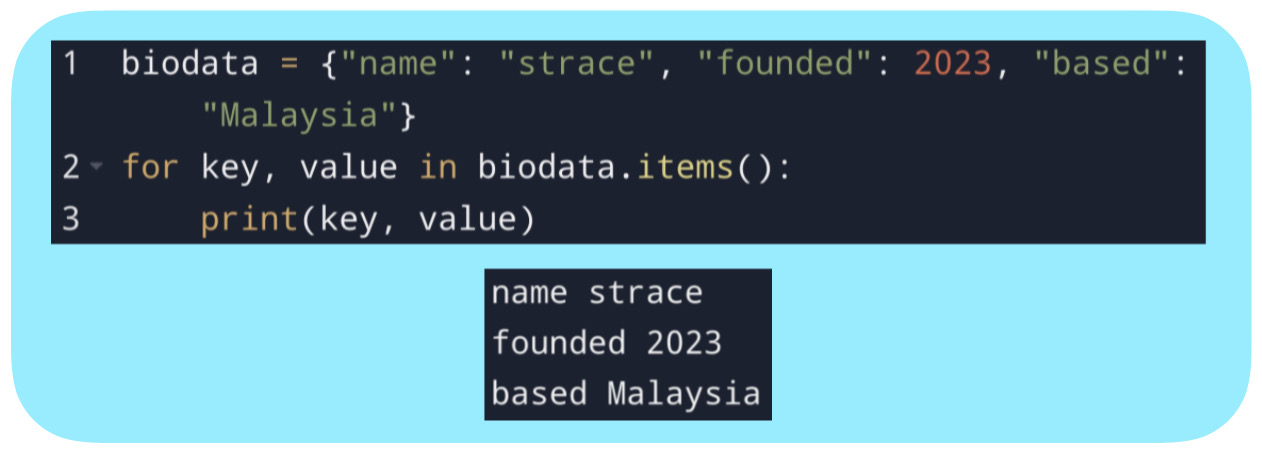 1 biodata = {"name": "strace", "founded": 2023, "based":
"Malaysia"}
2 for key, value in biodata.items():
3 print(key, value)
name strace
founded 2023
based Malaysia